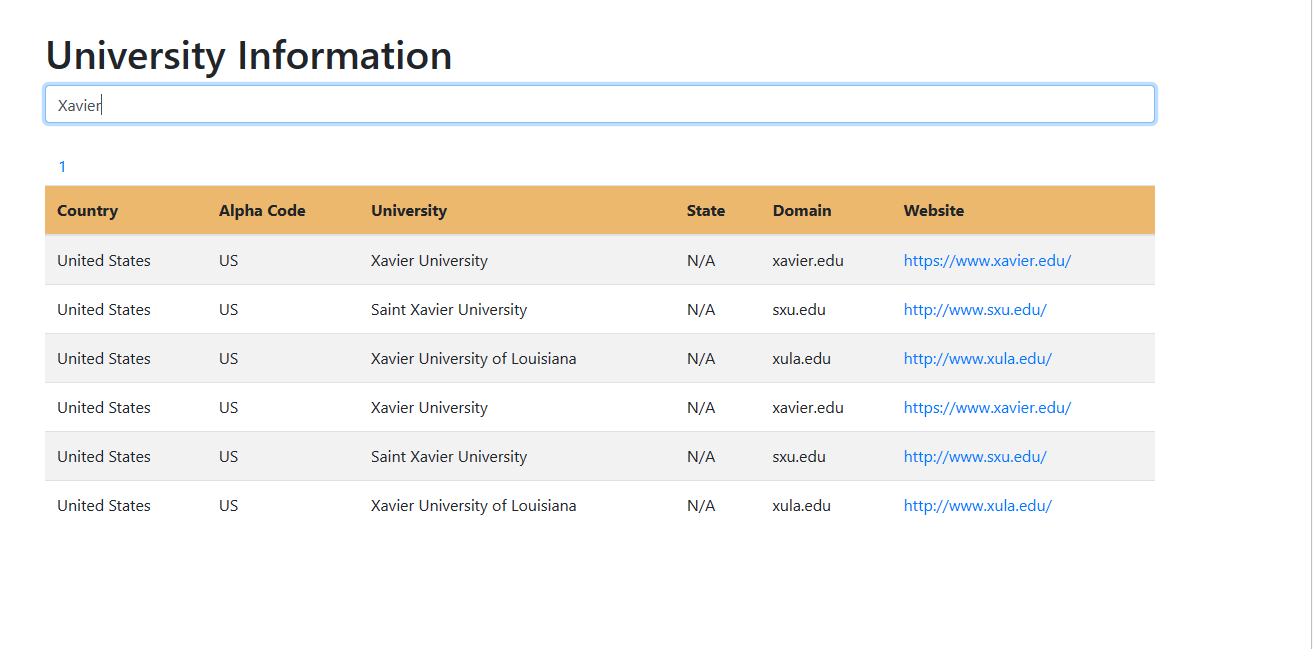 University Information
Xavier
1
Country Alpha Code University State Domain Website
United States US Xavier University N/A xavier.edu https://www.xavier.edu/
United States US Saint Xavier University N/A sxu.edu http://www.sxu.edu/
United States US Xavier University of Louisiana N/A xula.edu http://www.xula.edu/
United States US Xavier University N/A xavier.edu https://www.xavier.edu/
United States US Saint Xavier University N/A sxu.edu http://www.sxu.edu/
United States US Xavier University of Louisiana N/A xula.edu http://www.xula.edu/